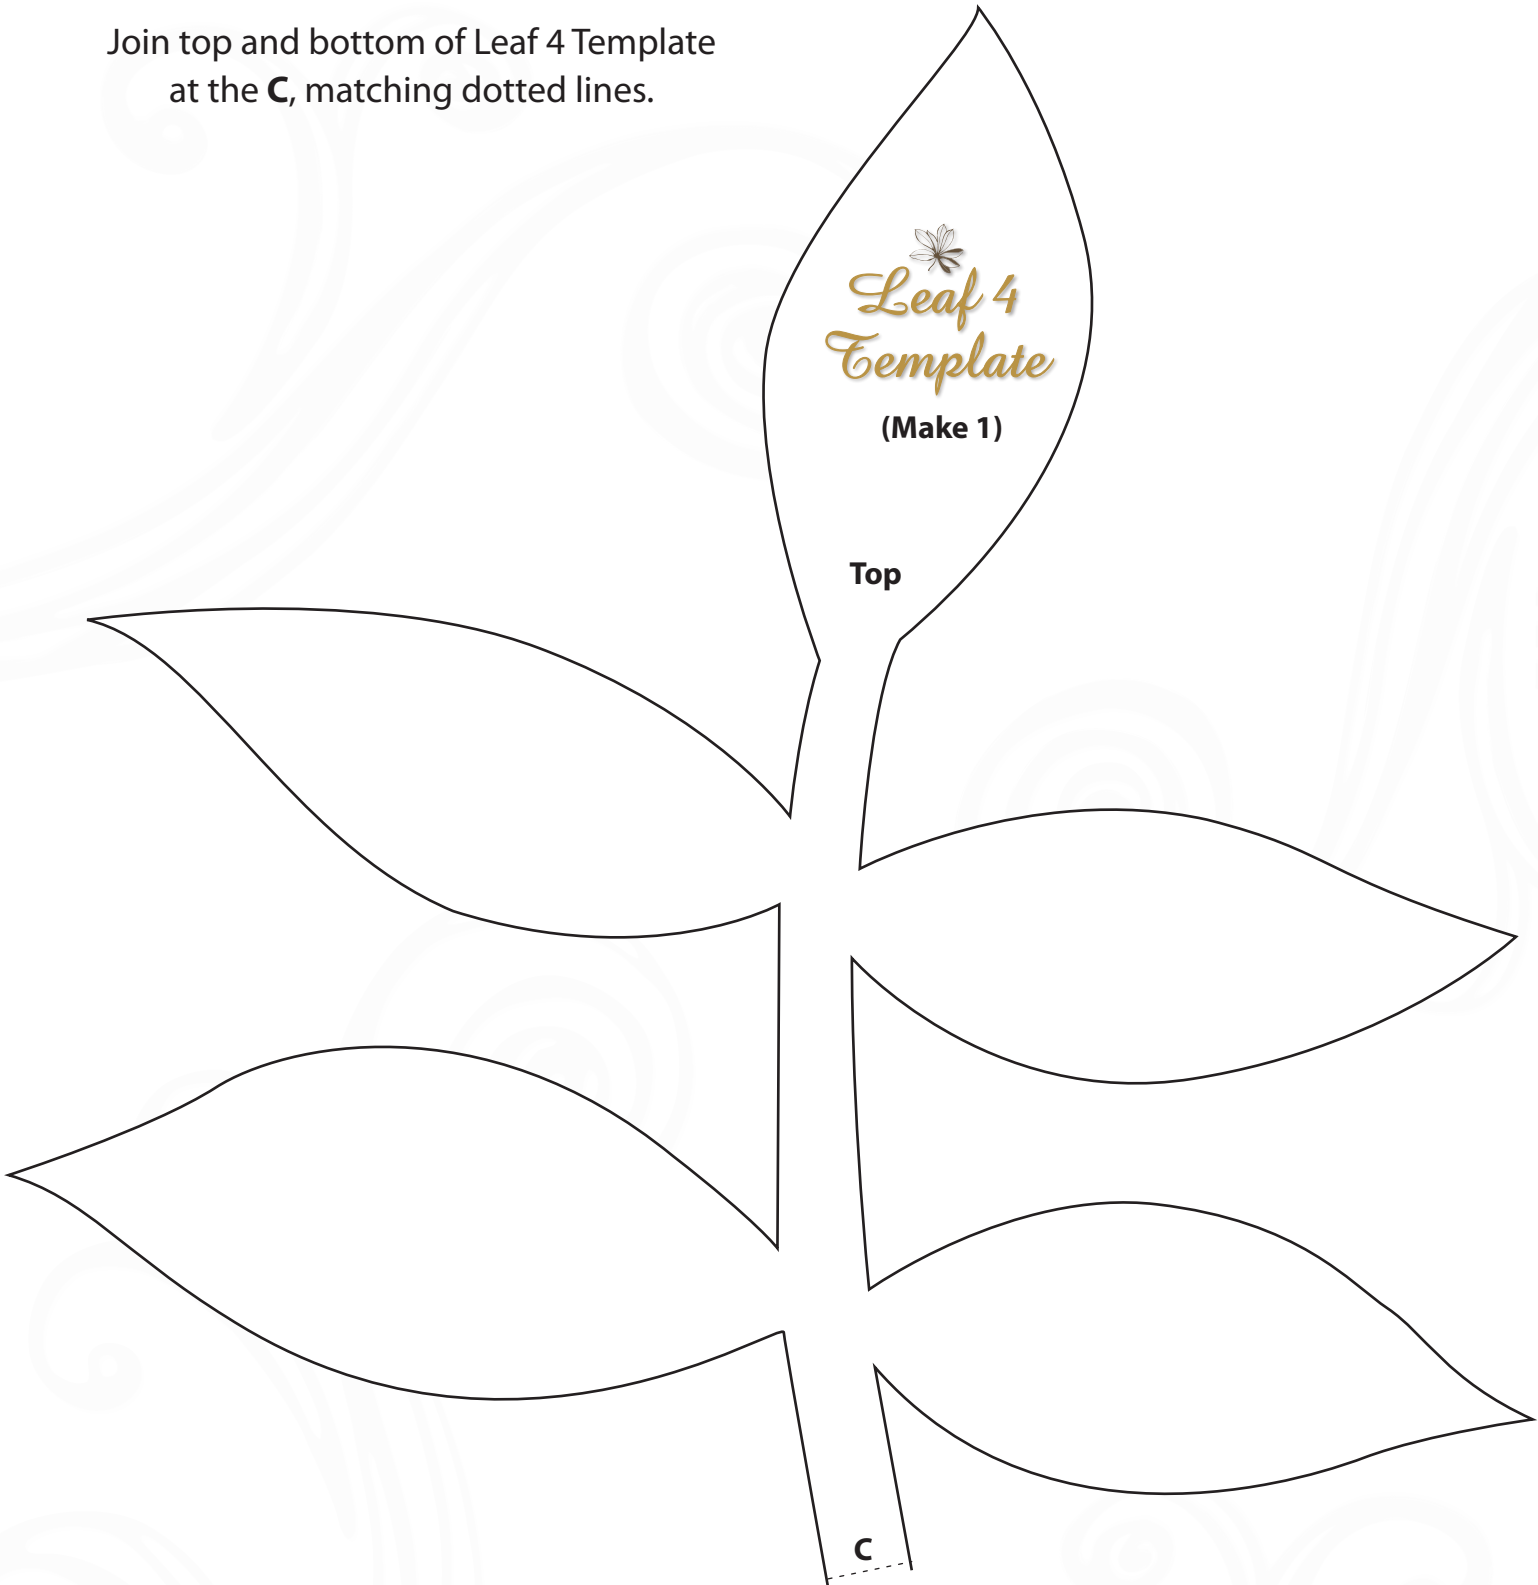 Join top and bottom of Leaf 4 Template
at the C, matching dotted lines.
Leaf 4
Template
(Make 1)
Top
C